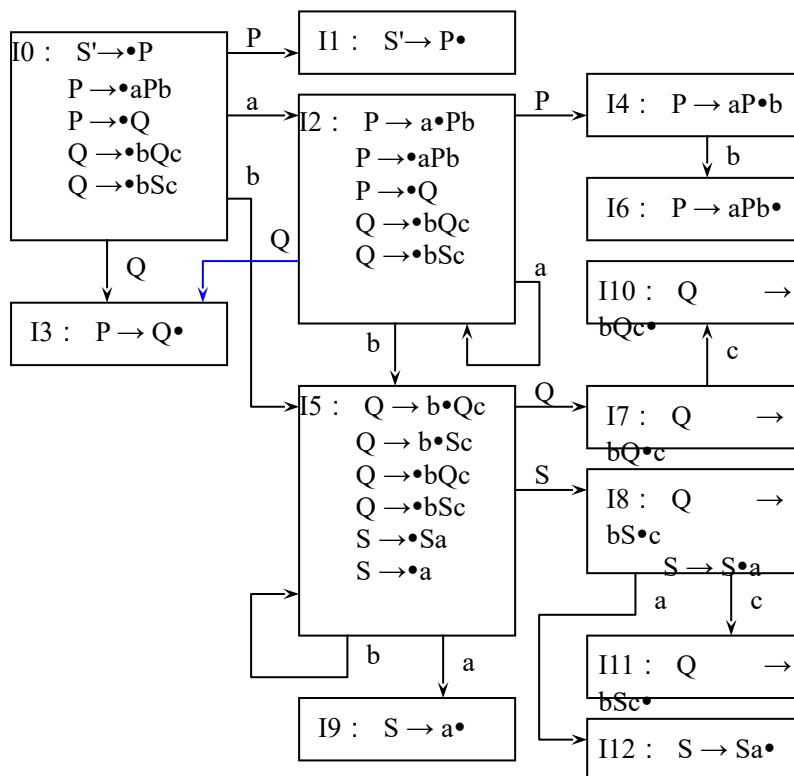 I0： S'→•P
P →•aPb
P →•Q
Q →•bQc
Q →•bSc
P
a
b
Q
I1： S'→ P•
I2： P → a•Pb
P →•aPb
P →•Q
Q →•bQc
Q →•bSc
P
Q
a
b
I4： P → aP•b
b
I6： P → aPb•
I3： P → Q•
I10： Q →
bQc•
c
I5： Q → b•Qc
Q → b•Sc
Q →•bQc
Q →•bSc
S →•Sa
S →•a
Q
S
b
a
I7： Q →
bQ•c
I8： Q →
bS•c
S → S•a
a
c
I9： S → a•
I11： Q →
bSc•
I12： S → Sa•